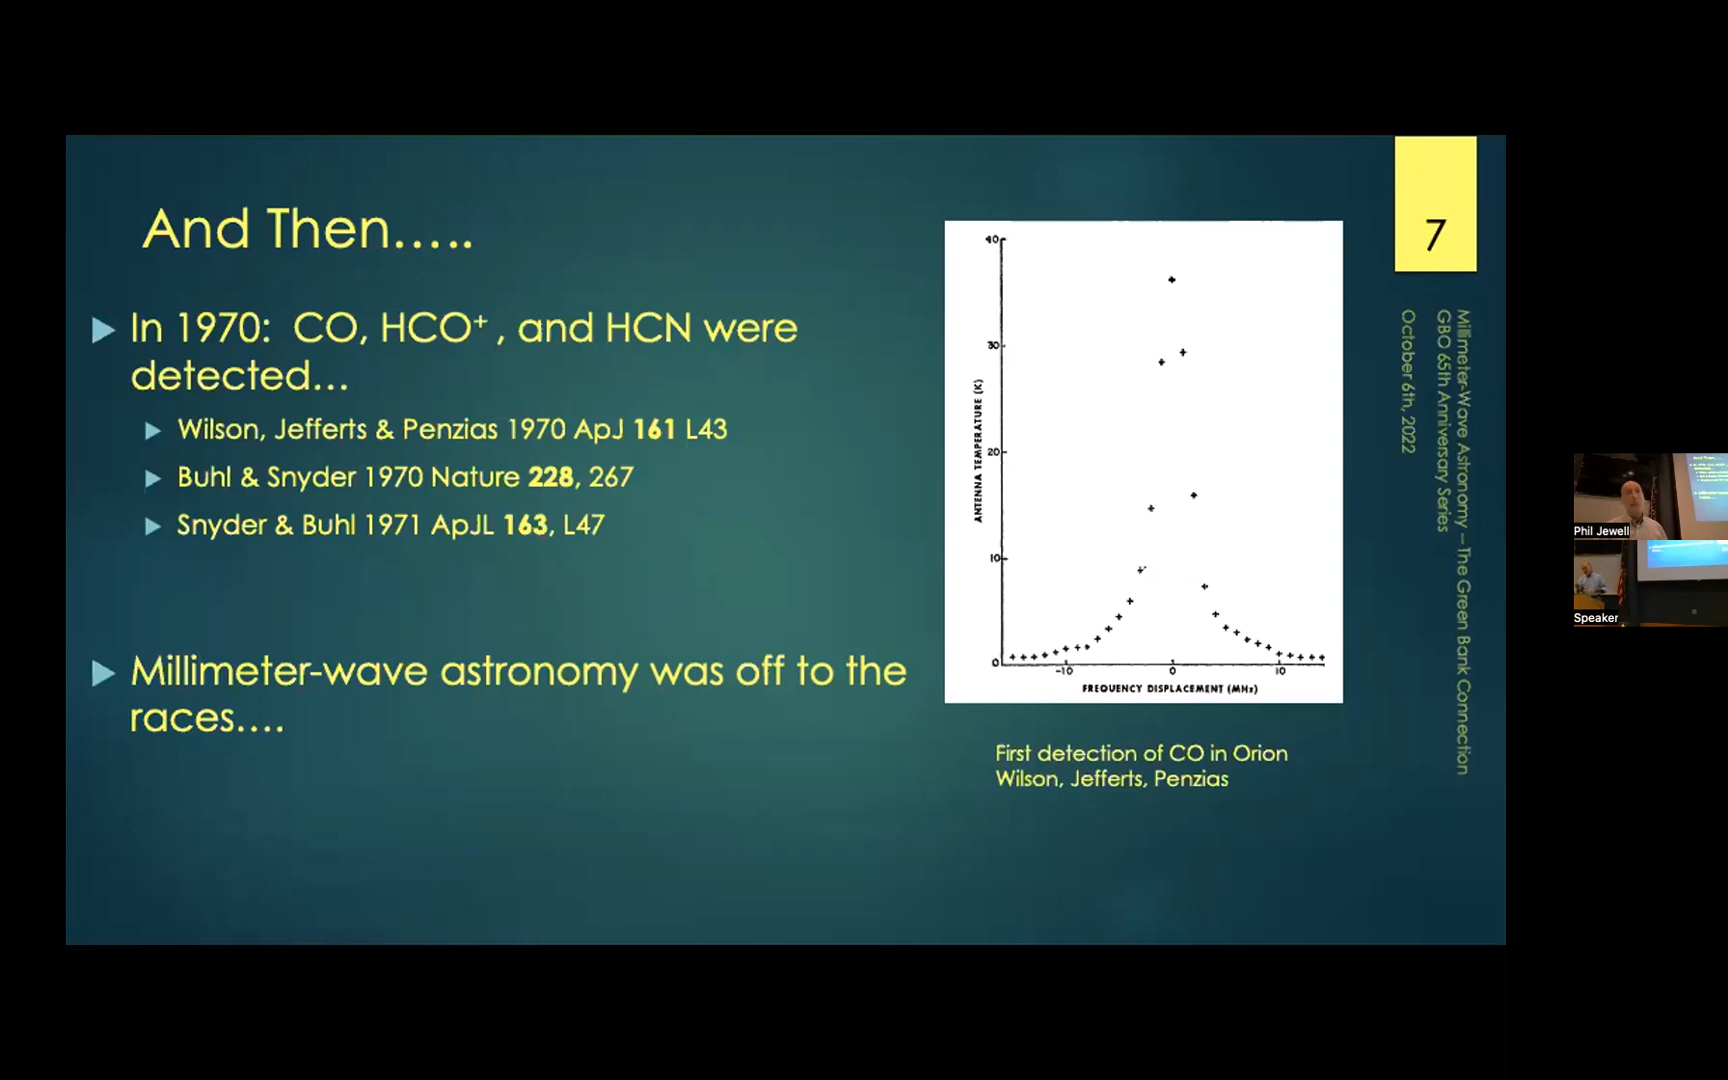 And Then.....
In 1970: CO, HCO⁺ , and HCN were
detected...
Wilson, Jefferts & Penzias 1970 ApJ 161 L43
Buhl & Snyder 1970 Nature 228, 267
Snyder & Buhl 1971 ApJL 163, L47
Millimeter-wave astronomy was off to the
races....
40
30
20
10
0
ANTENNA TEMPERATURE (K)
-10 0 10
FREQUENCY DISPLACEMENT (MHz)
First detection of CO in Orion
Wilson, Jefferts, Penzias
7
Millimeter-Wave Astronomy –The Green Bank Connection
GBO 65th Anniversary Series
October 6th, 2022
Phil Jewell
Speaker